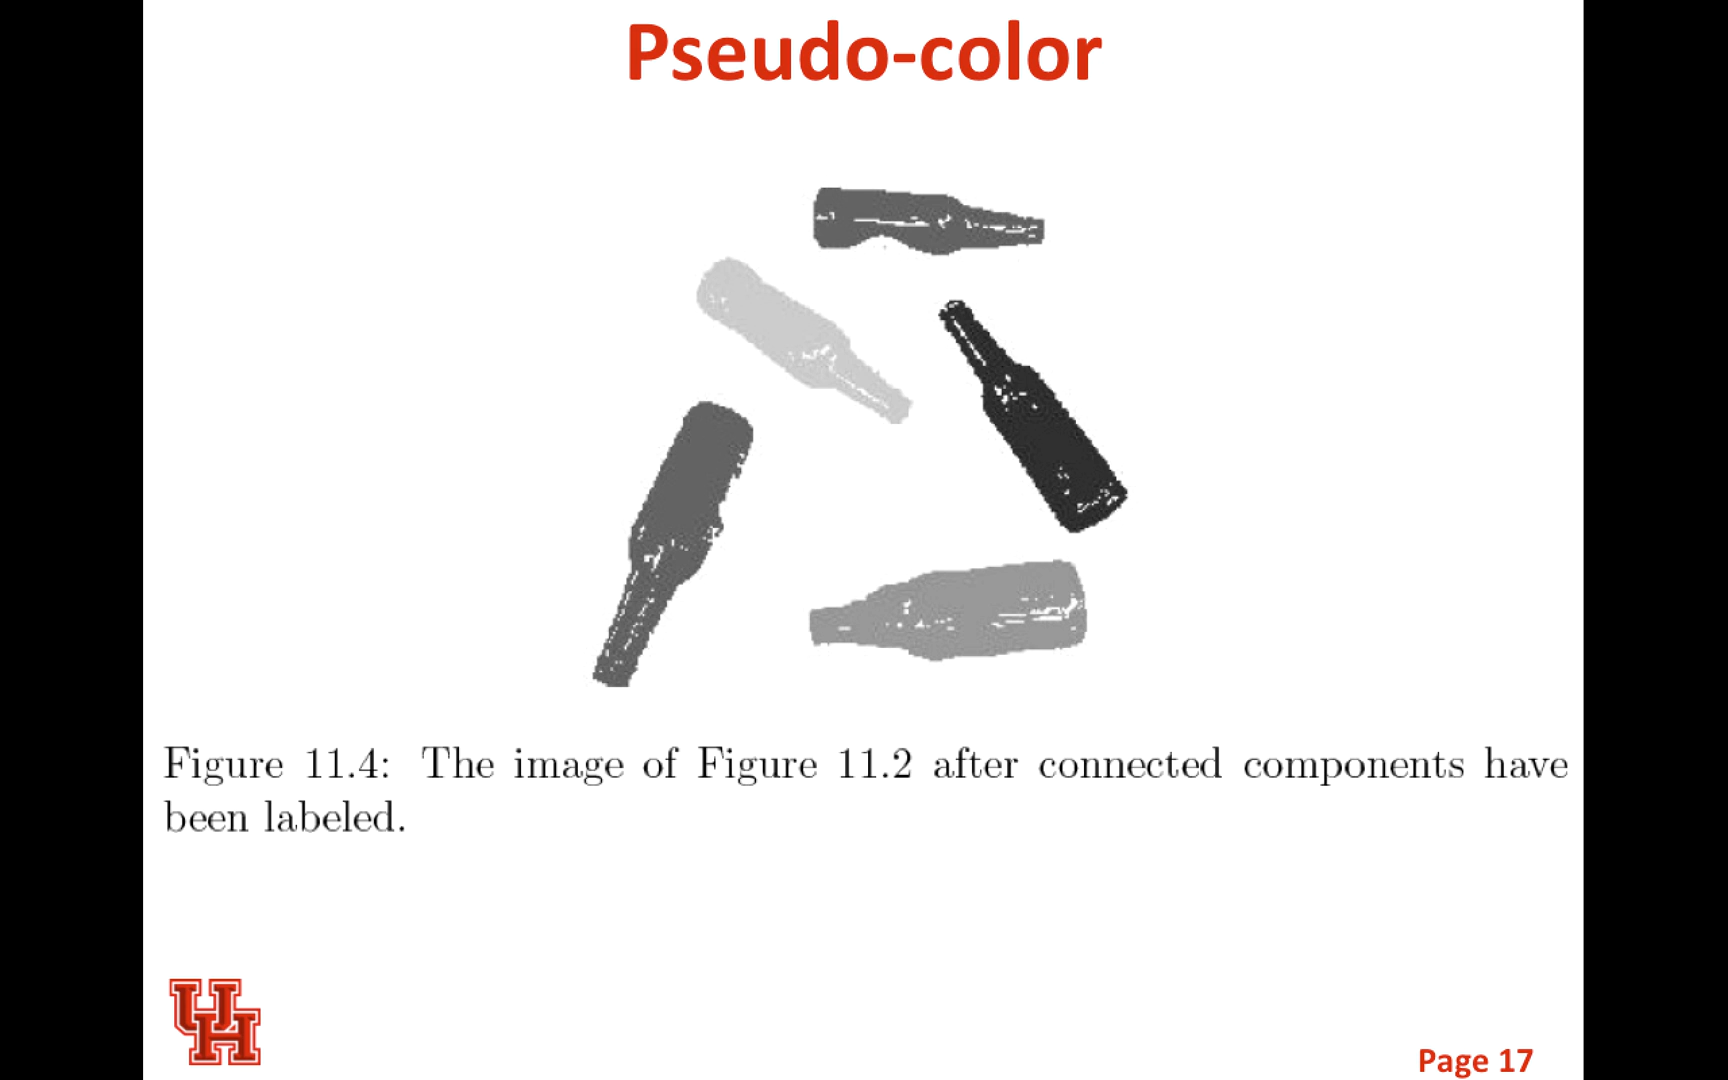 Pseudo-color
Figure 11.4: The image of Figure 11.2 after connected components have
been labeled.
UH
Page 17